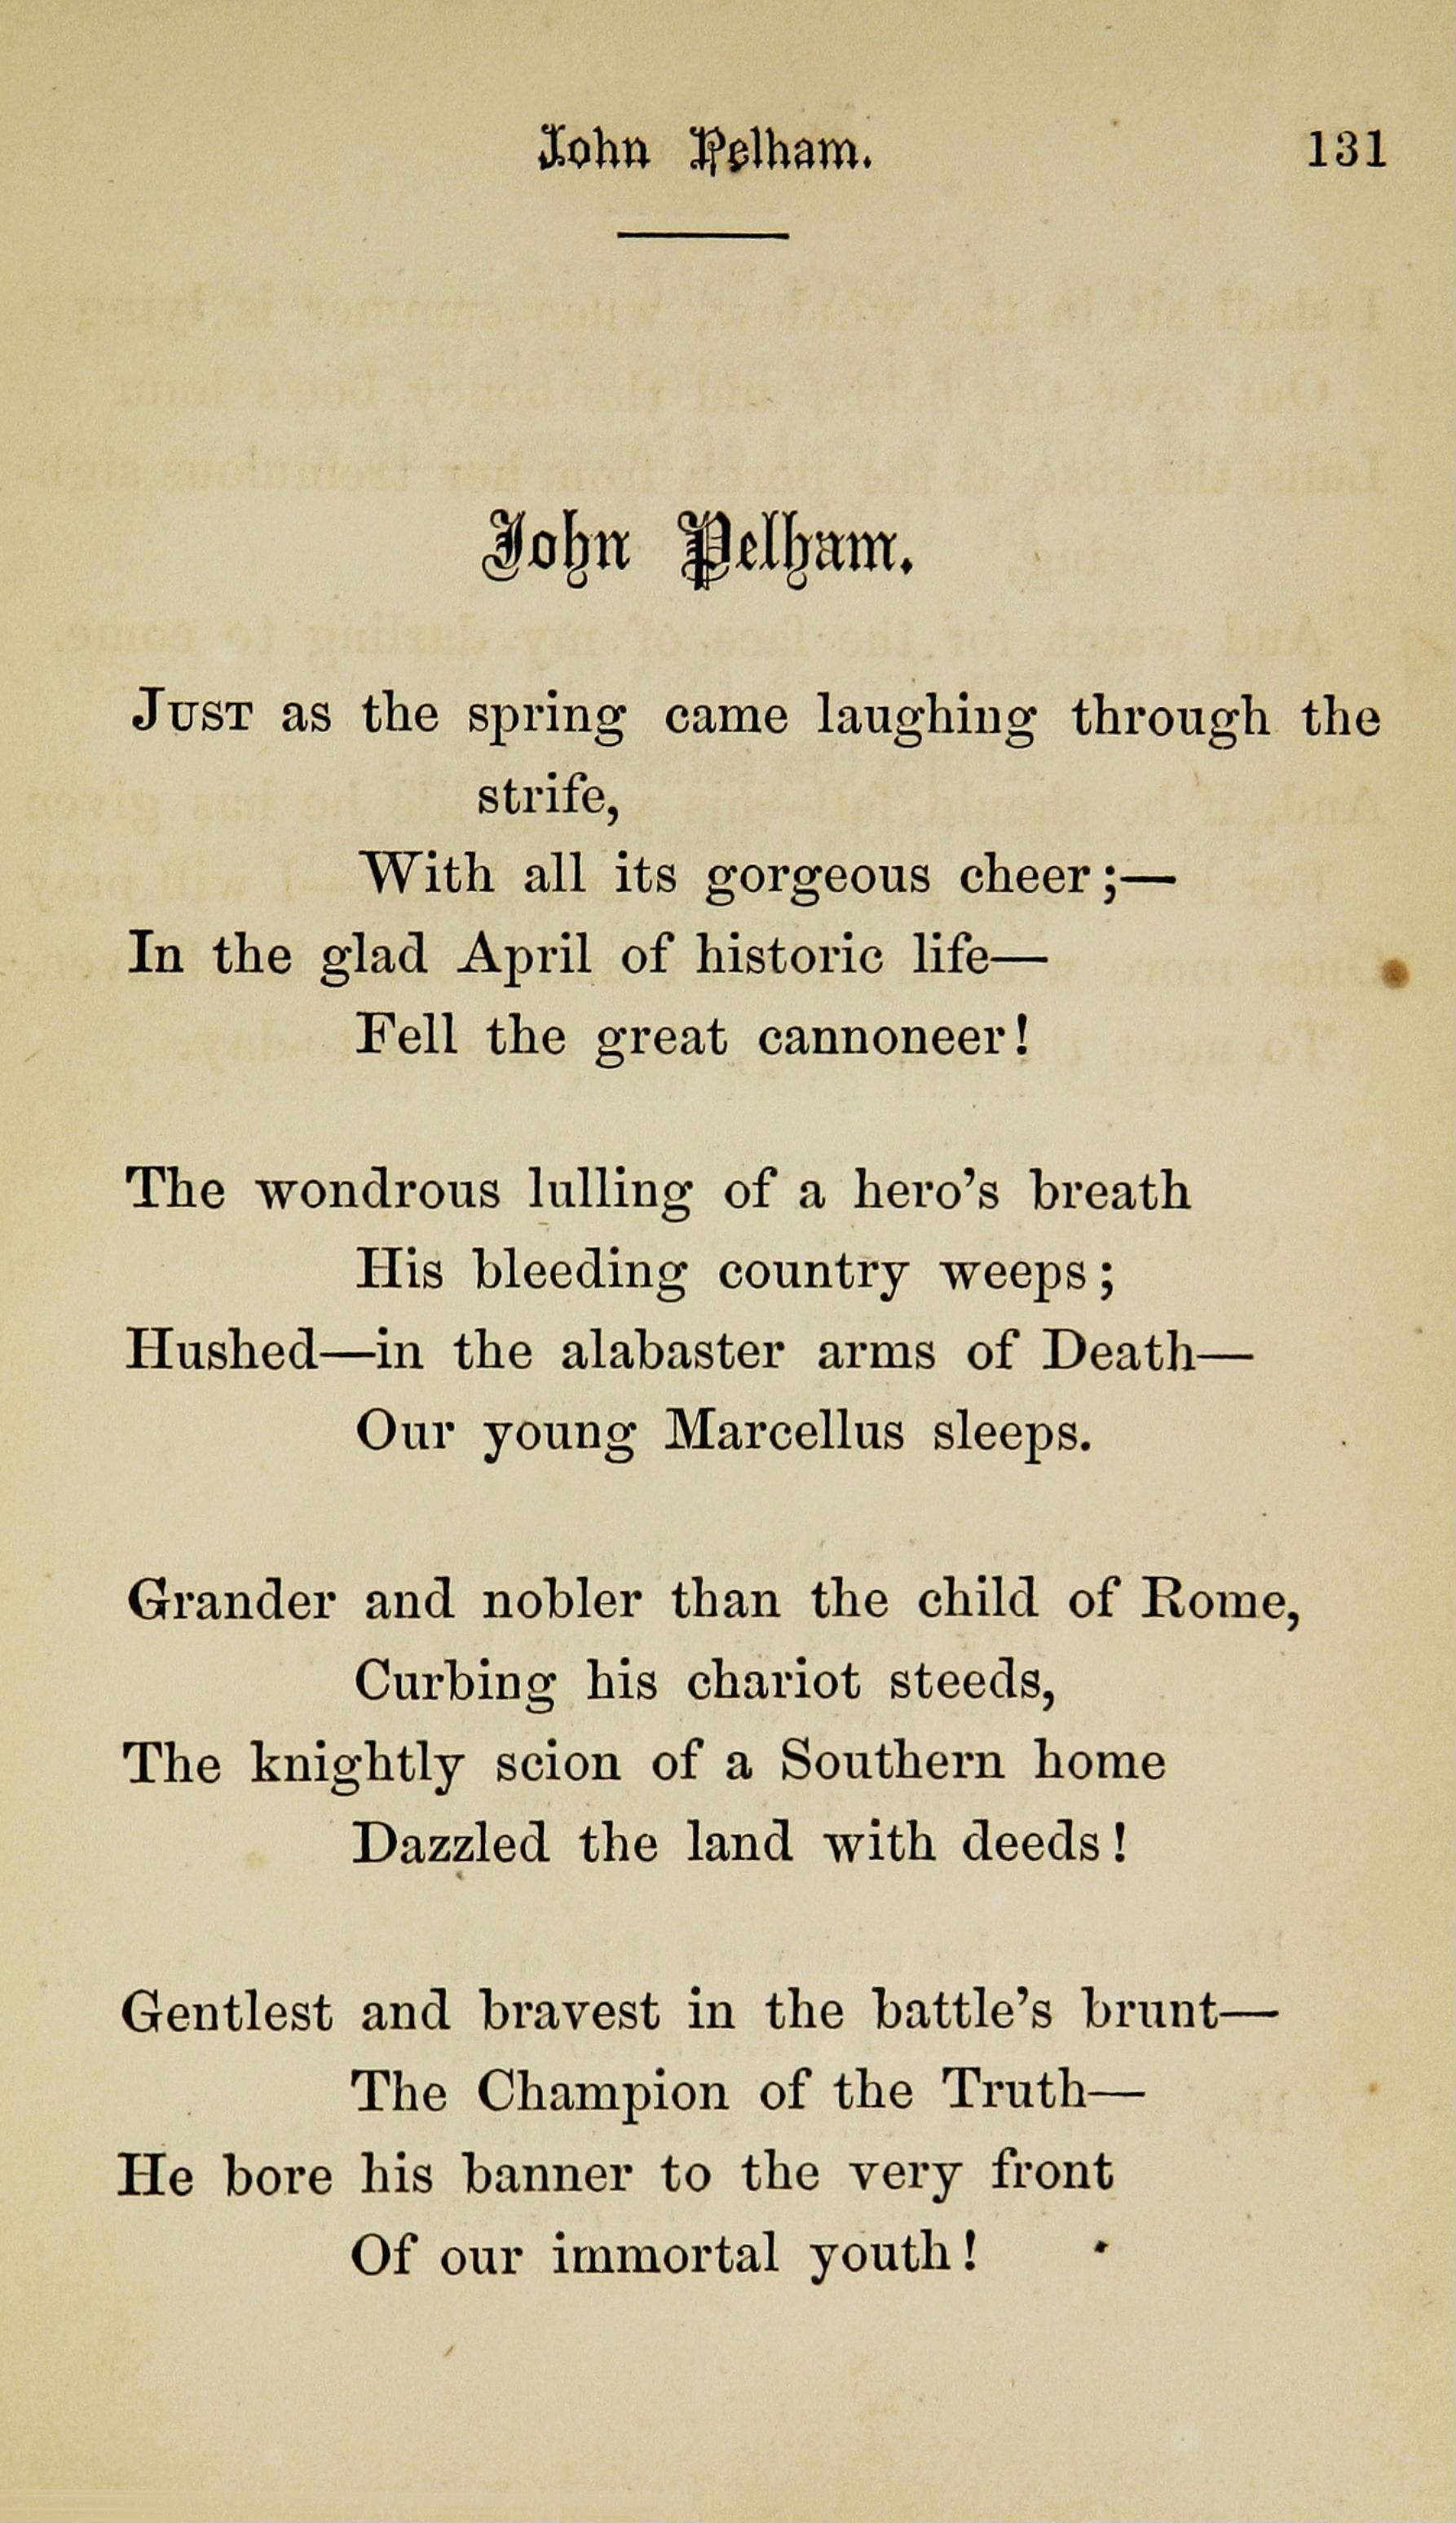 John Pelham. 131
John Pelham.
JUST as the spring came laughing through the
strife,
With all its gorgeous cheer;—
In the glad April of historic life—
Fell the great cannoneer!
The wondrous lulling of a hero's breath
His bleeding country weeps;
Hushed—in the alabaster arms of Death—
Our young Marcellus sleeps.
Grander and nobler than the child of Rome,
Curbing his chariot steeds,
The knightly scion of a Southern home
Dazzled the land with deeds!
Gentlest and bravest in the battle's brunt—
The Champion of the Truth—
He bore his banner to the very front
Of our immortal youth!